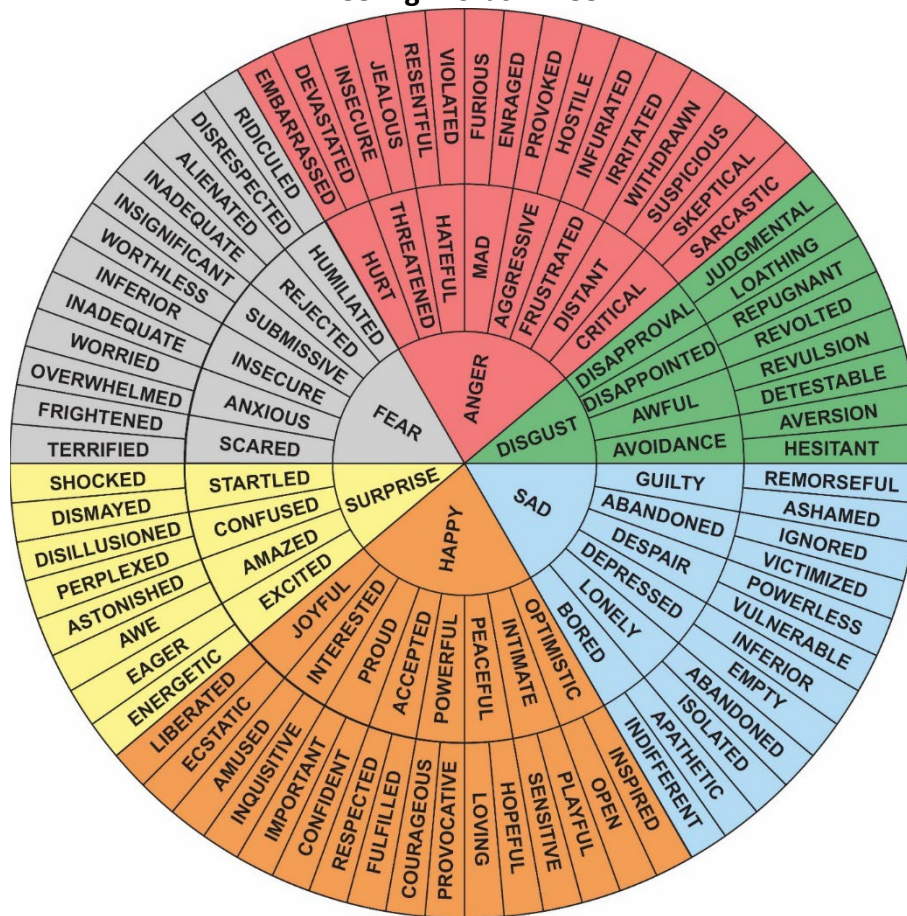 ANGER
HURT
THREATENED
HATEFUL
MAD
AGGRESSIVE
FRUSTRATED
DISTANT
CRITICAL
EMBARRASSED
DEVASTATED
INSECURE
JEALOUS
RESENTFUL
VIOLATED
FURIOUS
ENRAGED
PROVOKED
HOSTILE
INFURIATED
IRRITATED
WITHDRAWN
SUSPICIOUS
SKEPTICAL
SARCASTIC
DISGUST
DISAPPROVAL
DISAPPOINTED
AWFUL
AVOIDANCE
JUDGMENTAL
LOATHING
REPUGNANT
REVOLTED
REVULSION
DETESTABLE
AVERSION
HESITANT
SAD
GUILTY
ABANDONED
DESPAIR
DEPRESSED
LONELY
BORED
REMORSEFUL
ASHAMED
IGNORED
VICTIMIZED
POWERLESS
VULNERABLE
INFERIOR
EMPTY
ABANDONED
ISOLATED
APATHETIC
INDIFFERENT
HAPPY
OPTIMISTIC
INTIMATE
PEACEFUL
POWERFUL
ACCEPTED
PROUD
INTERESTED
JOYFUL
INSPIRED
OPEN
PLAYFUL
SENSITIVE
HOPEFUL
LOVING
PROVOCATIVE
COURAGEOUS
FULFILLED
RESPECTED
CONFIDENT
IMPORTANT
INQUISITIVE
AMUSED
ECSTATIC
LIBERATED
SURPRISE
EXCITED
AMAZED
CONFUSED
STARTLED
ENERGETIC
EAGER
AWE
ASTONISHED
PERPLEXED
DISILLUSIONED
DISMAYED
SHOCKED
FEAR
SCARED
ANXIOUS
INSECURE
SUBMISSIVE
REJECTED
HUMILIATED
TERRIFIED
FRIGHTENED
OVERWHELMED
WORRIED
INADEQUATE
INFERIOR
WORTHLESS
INSIGNIFICANT
INADEQUATE
ALIENATED
DISRESPECTED
RIDICULED